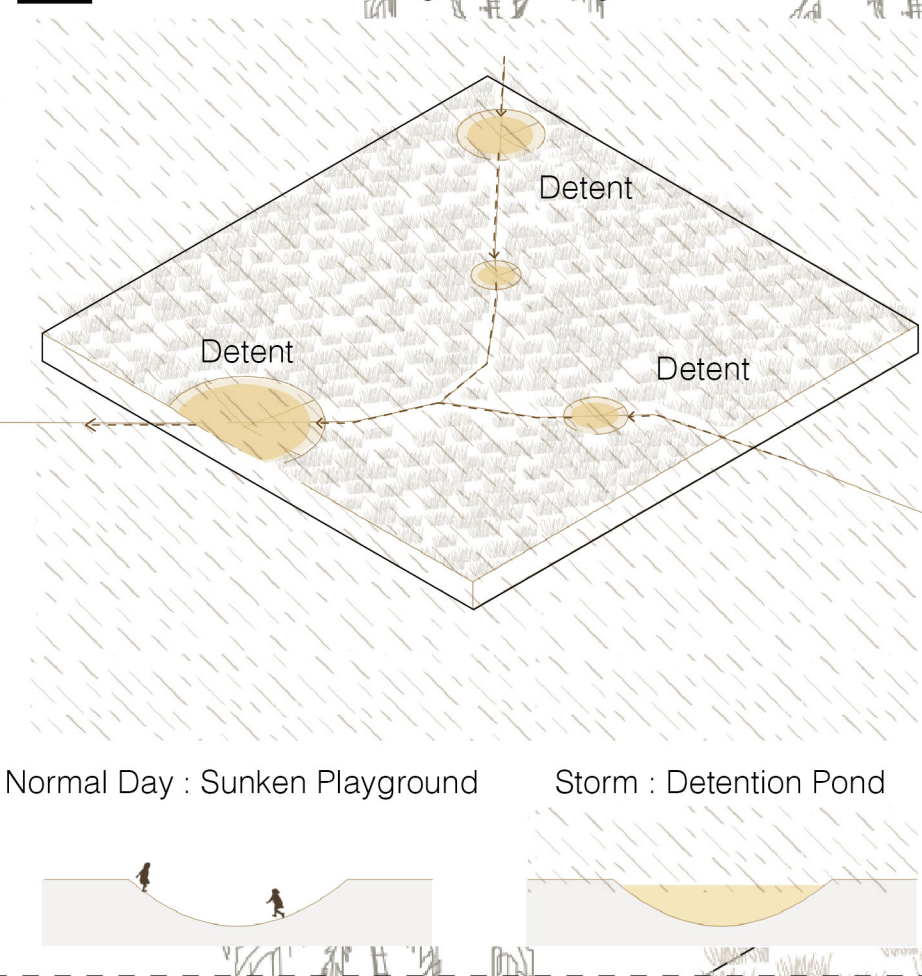 Detent
Detent
Detent
Normal Day : Sunken Playground
Storm : Detention Pond